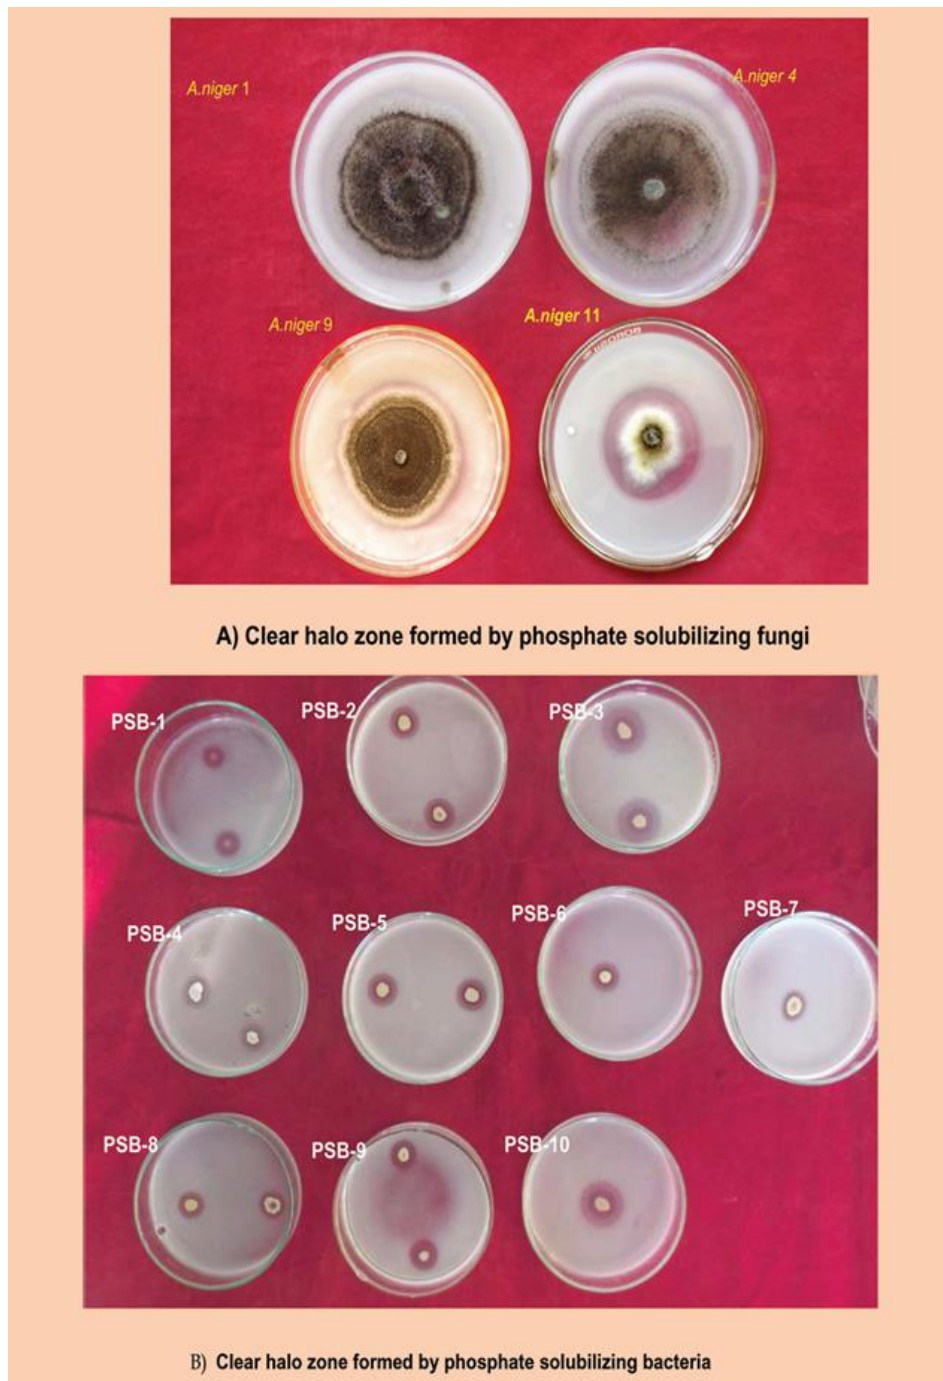 A.niger 1
A.niger 4
A.niger 9
A.niger 11
A) Clear halo zone formed by phosphate solubilizing fungi
PSB-1
PSB-2
PSB-3
PSB-4
PSB-5
PSB-6
PSB-7
PSB-8
PSB-9
PSB-10
B) Clear halo zone formed by phosphate solubilizing bacteria